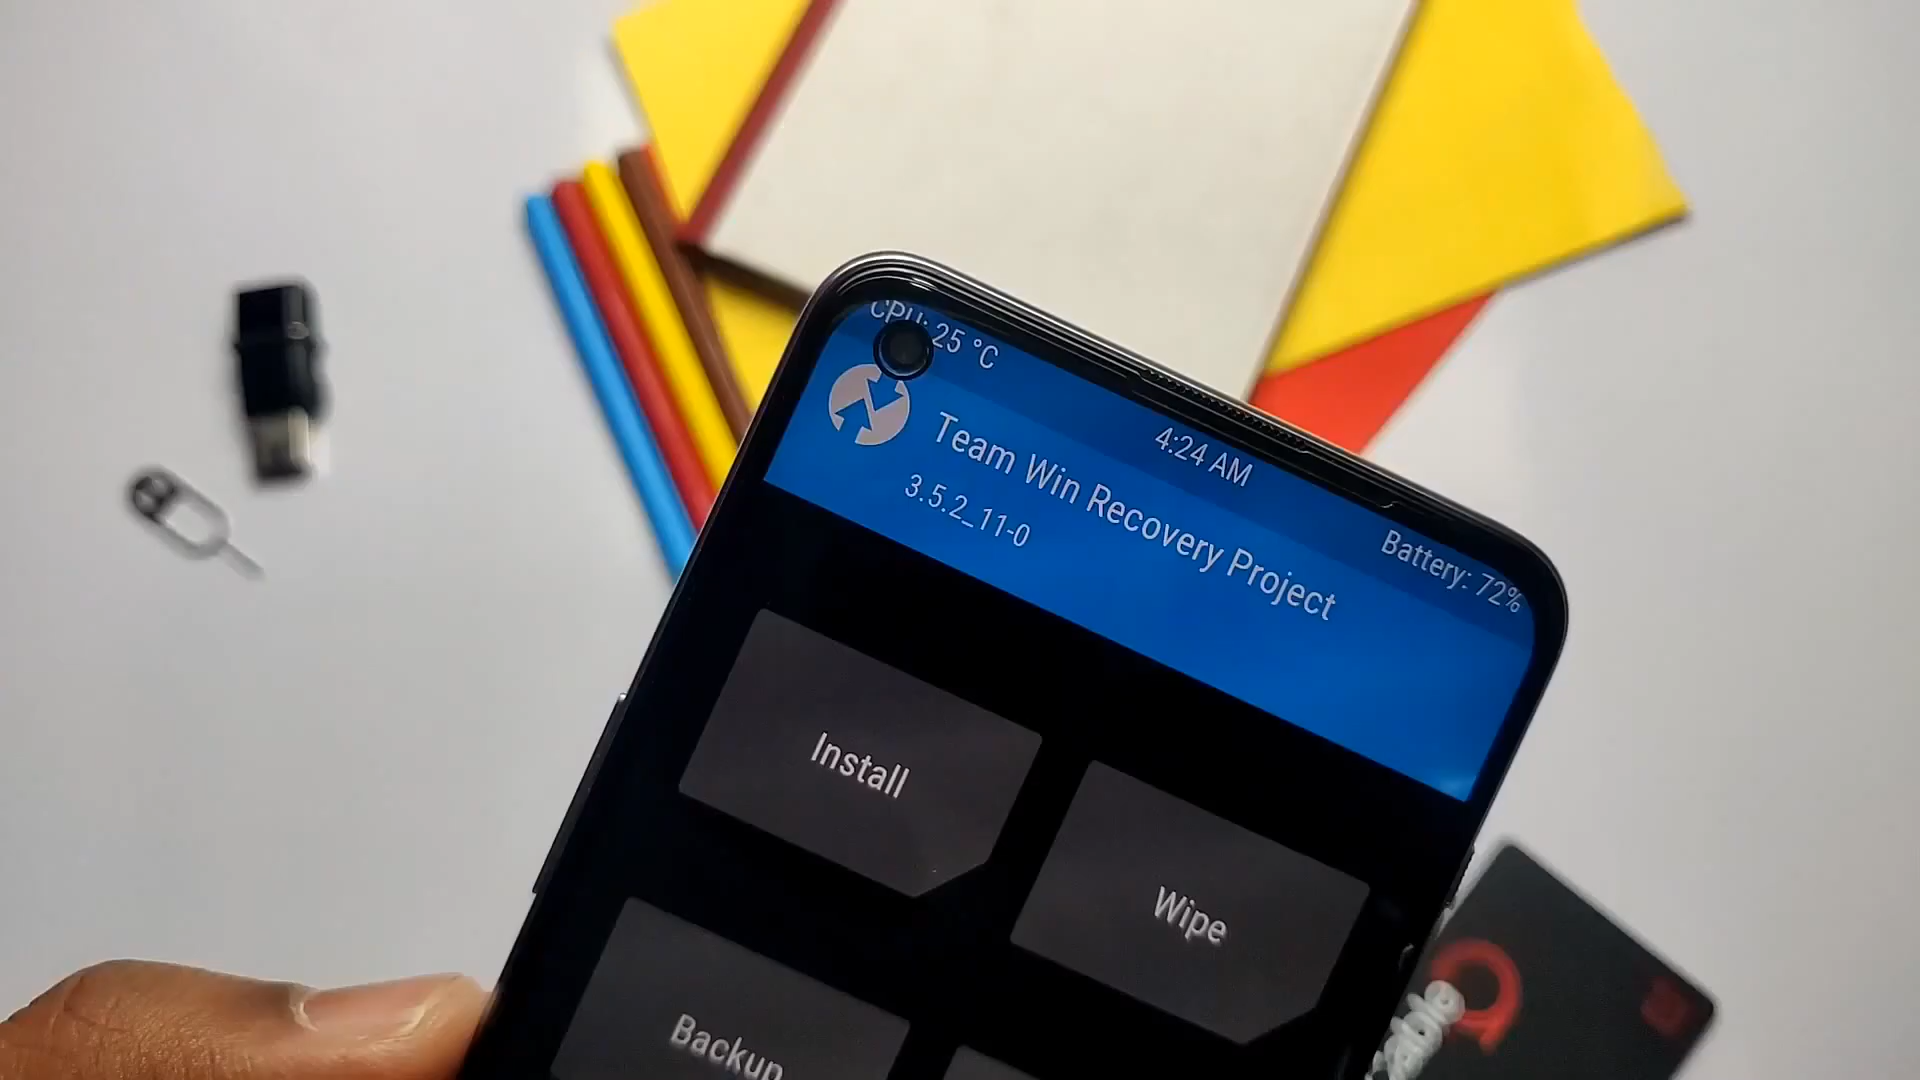 CPU: 25 °C
4:24 AM
Battery: 72%
Team Win Recovery Project
3.5.2_11-0
Install
Wipe
Backup